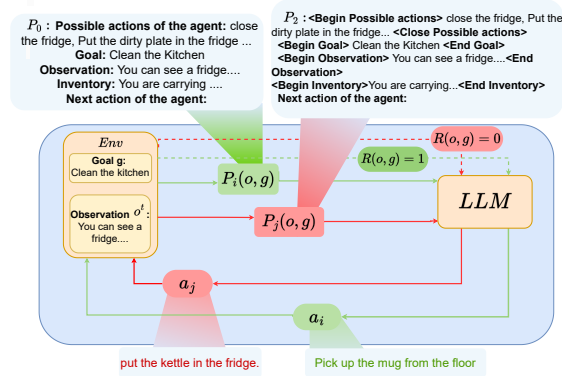 P₀ : Possible actions of the agent: close
the fridge, Put the dirty plate in the fridge ...
Goal: Clean the Kitchen
Observation: You can see a fridge....
Inventory: You are carrying ....
Next action of the agent:
P₂ : <Begin Possible actions> close the fridge, Put the
dirty plate in the fridge... <Close Possible actions>
<Begin Goal> Clean the Kitchen <End Goal>
<Begin Observation> You can see a fridge....<End
Observation>
<Begin Inventory>You are carrying...<End Inventory>
Next action of the agent:
Env
Goal g:
Clean the kitchen
Observation oᵗ :
You can see a
fridge....
R(o, g) = 0
R(o, g) = 1
Pᵢ(o, g)
Pⱼ(o, g)
LLM
aⱼ
aᵢ
put the kettle in the fridge.
Pick up the mug from the floor